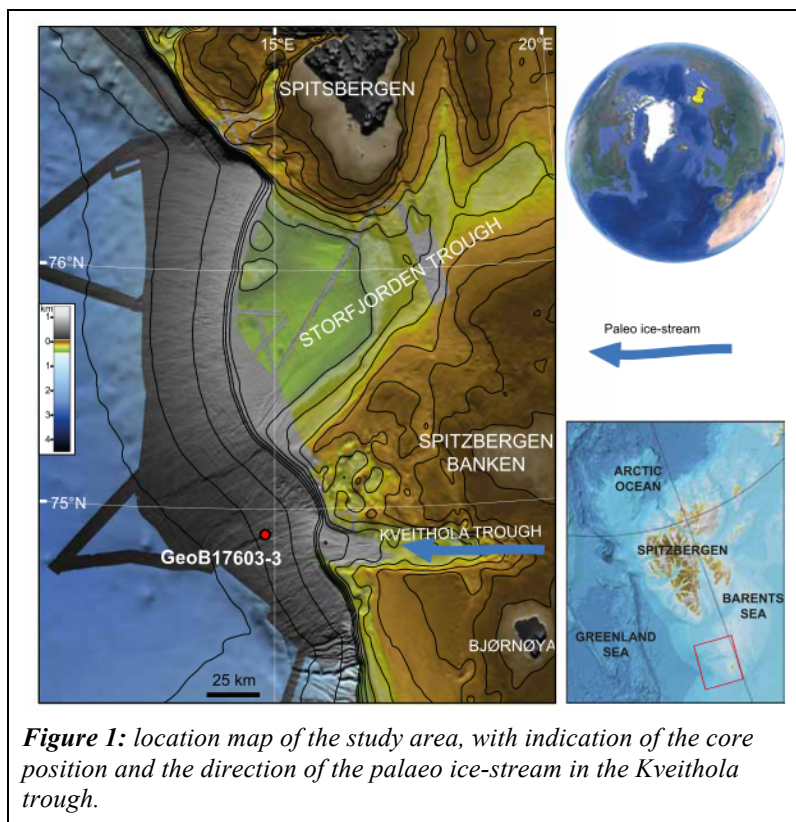 15°E
20°E
SPITSBERGEN
76°N
STORFJORDEN TROUGH
km
1
0
1
2
3
4
Paleo ice-stream
SPITZBERGEN
BANKEN
75°N
KVEITHOLA TROUGH
GeoB17603-3
BJØRNØYA
25 km
ARCTIC
OCEAN
SPITZBERGEN
BARENTS
SEA
GREENLAND
SEA
Figure 1: location map of the study area, with indication of the core
position and the direction of the palaeo ice-stream in the Kveithola
trough.